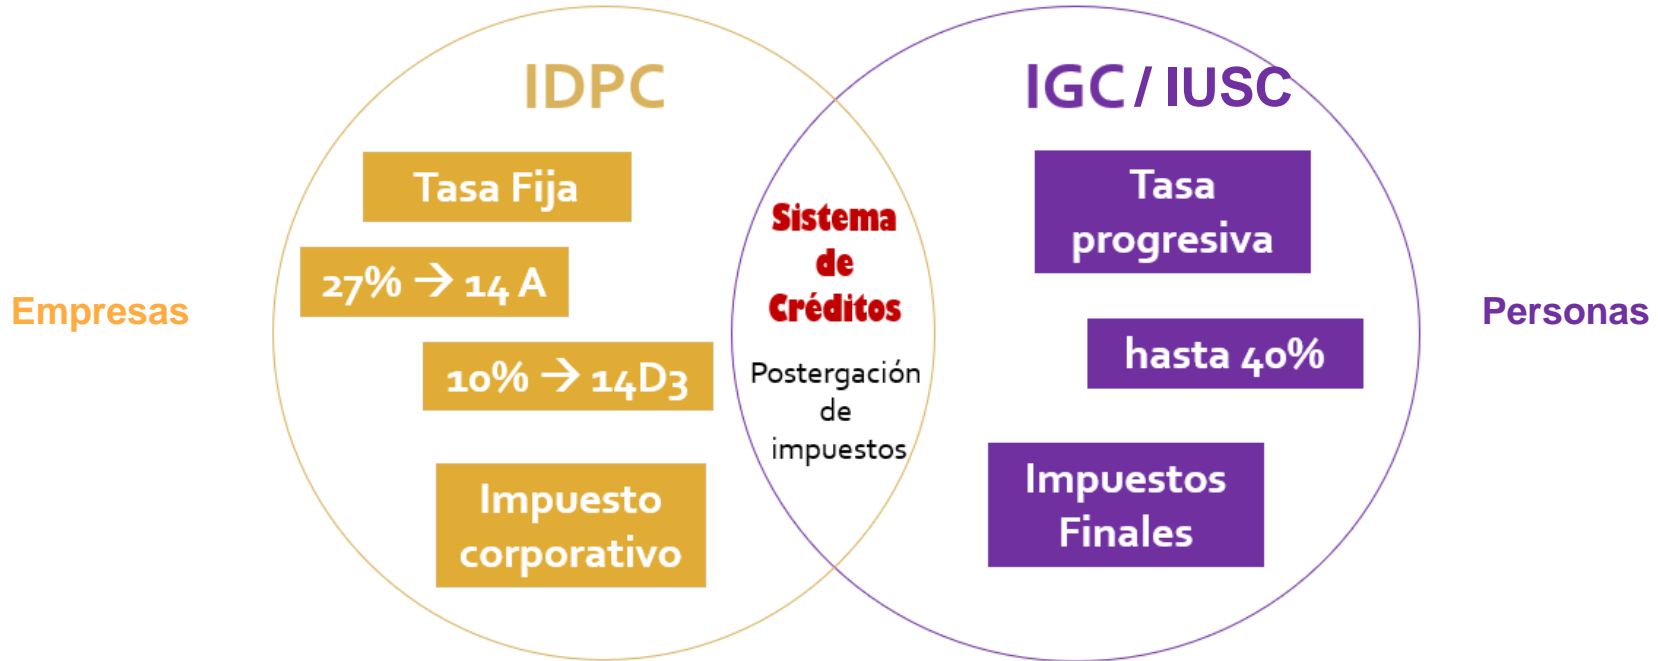 Empresas
IDPC
Tasa Fija
27% → 14 A
10% → 14D3
Impuesto
corporativo
Sistema
de
Créditos
Postergación
de
impuestos
IGC / IUSC
Tasa
progresiva
hasta 40%
Impuestos
Finales
Personas